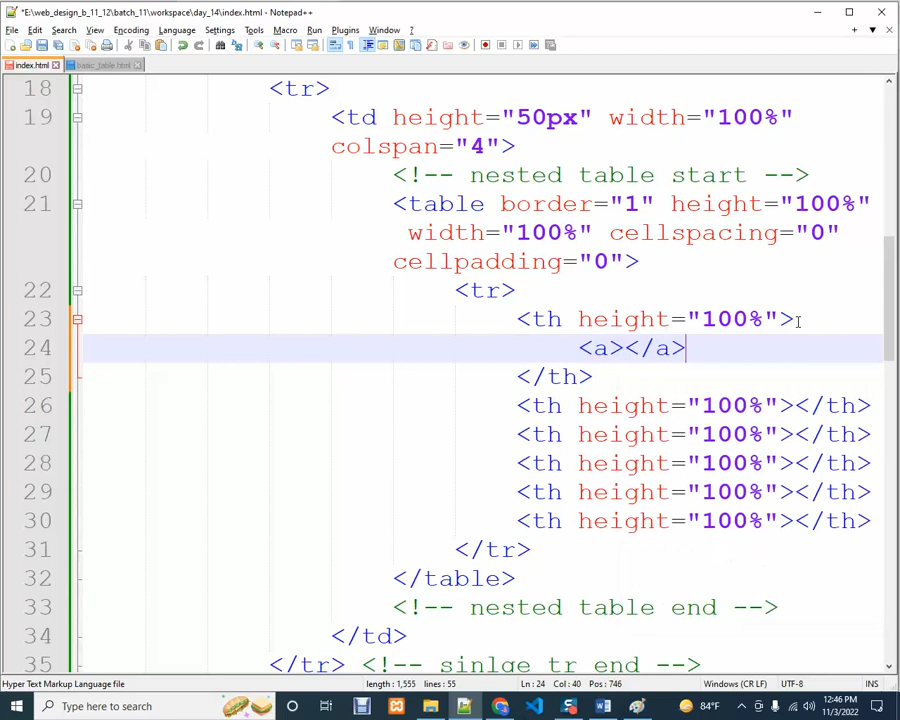 *E:\web_design_b_11_12\batch_11\workspace\day_14\index.html - Notepad++
File Edit Search View Encoding Language Settings Tools Macro Run Plugins Window ?
index.html basic_table.html
18 <tr>
19 <td height="50px" width="100%"
colspan="4">
20 <!-- nested table start -->
21 <table border="1" height="100%"
width="100%" cellspacing="0"
cellpadding="0">
22 <tr>
23 <th height="100%">
24 <a></a>
25 </th>
26 <th height="100%"></th>
27 <th height="100%"></th>
28 <th height="100%"></th>
29 <th height="100%"></th>
30 <th height="100%"></th>
31 </tr>
32 </table>
33 <!-- nested table end -->
34 </td>
35 </tr> <!-- sinlge tr end -->
Hyper Text Markup Language file length : 1,555 lines : 55 Ln : 24 Col : 40 Pos : 746 Windows (CR LF) UTF-8 INS
Type here to search 84°F 12:46 PM
11/3/2022